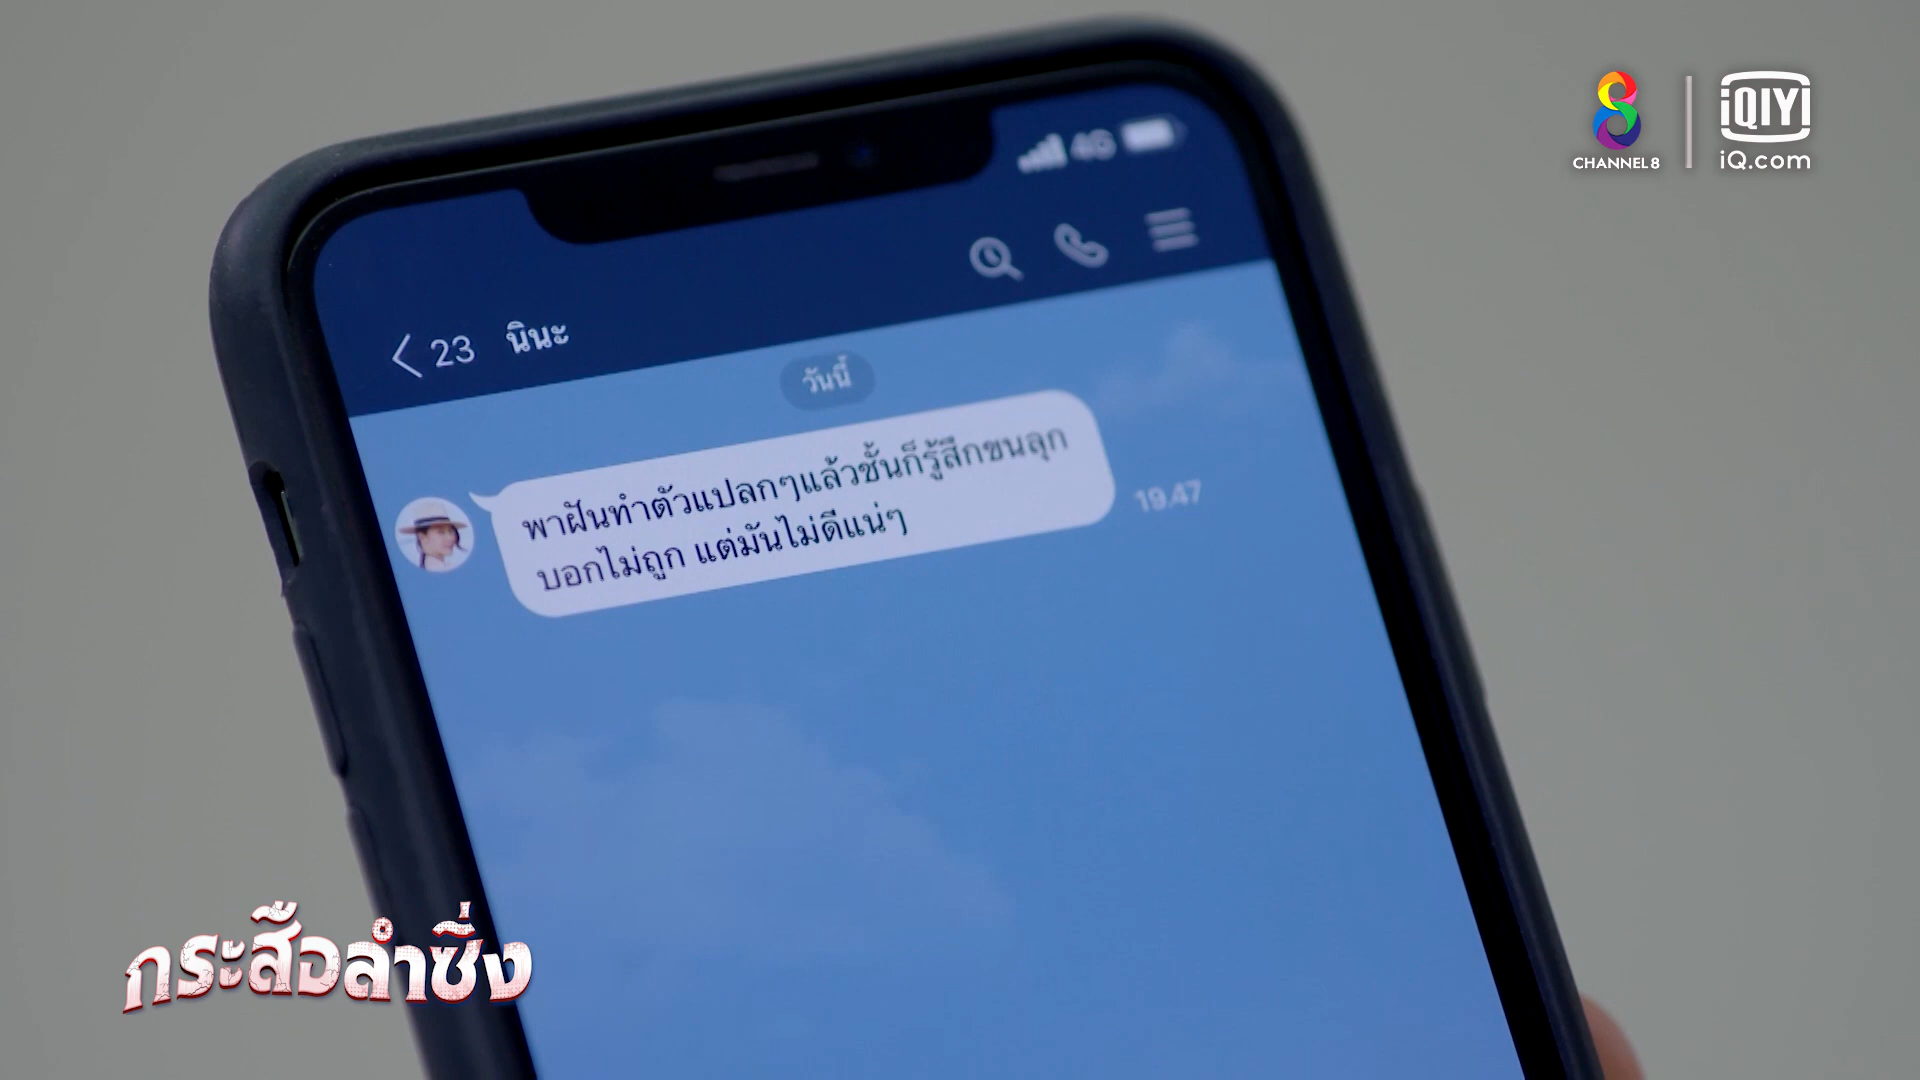 CHANNEL 8
iQIYI
iQ.com
4G
23 นินะ
วันนี้
พาฝันทำตัวแปลกๆแล้วชั้นก็รู้สึกขนลุก
บอกไม่ถูก แต่มันไม่ดีแน่ๆ
19.47
กระสือลำซิ่ง